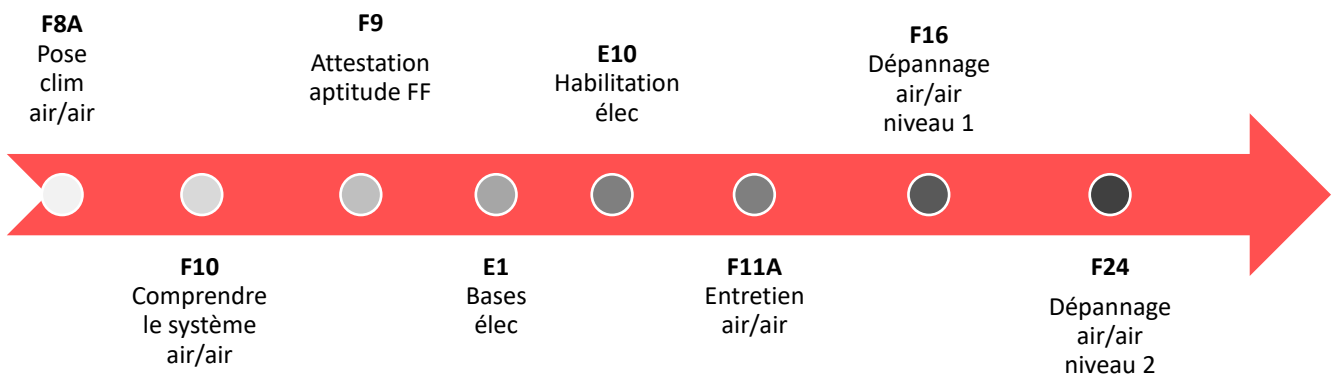 F8A
Pose
clim
air/air
F10
Comprendre
le système
air/air
F9
Attestation
aptitude FF
E1
Bases
élec
E10
Habilitation
élec
F11A
Entretien
air/air
F16
Dépannage
air/air
niveau 1
F24
Dépannage
air/air
niveau 2